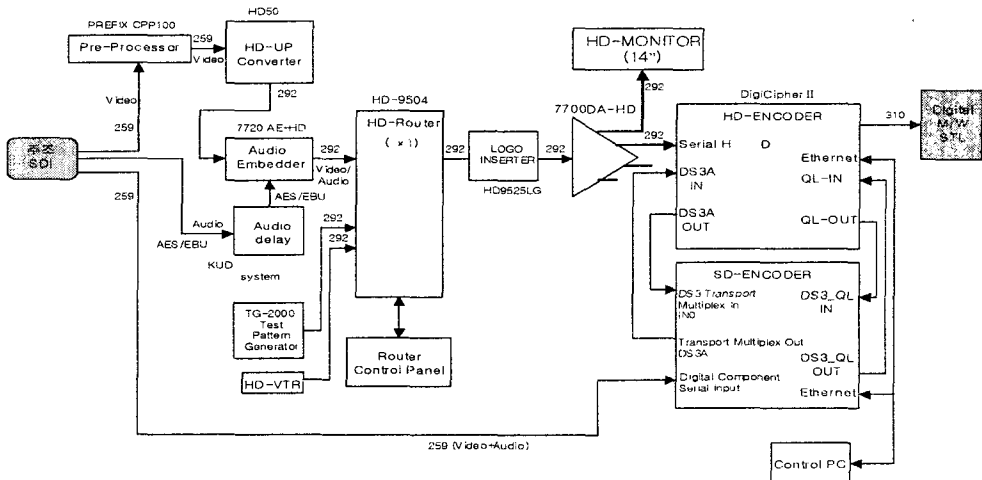 HD50
PREFIX CPP100
Pre-Processor
259
Video
HD-UP
Converter
292
Video
259
SDI
259
7720 AE-HD
Audio
Embedder
292
Video/
Audio
AES/EBU
Audio
AES/EBU
Audio
delay
KUD
system
292
292
TG-2000
Test
Pattern
Generator
HD-VTR
HD-9504
HD-Router
Router
Control Panel
292
LOGO
INSERTER
HD9525LG
292
HD-MONITOR
(14")
292
7700DA-HD
292
DigiCipher II
HD-ENCODER
Serial H D
DS3A
IN
DS3A
OUT
Ethernet
QL-IN
QL-OUT
310
Digital
M/W
STL
SD-ENCODER
DS3 Transport
Multiplex In
IN0
DS3_QL
IN
Transport Multiplex Out
DS3A
DS3_QL
OUT
Digital Component
Serial Input
Ethernet
259 (Video+Audio)
Control PC